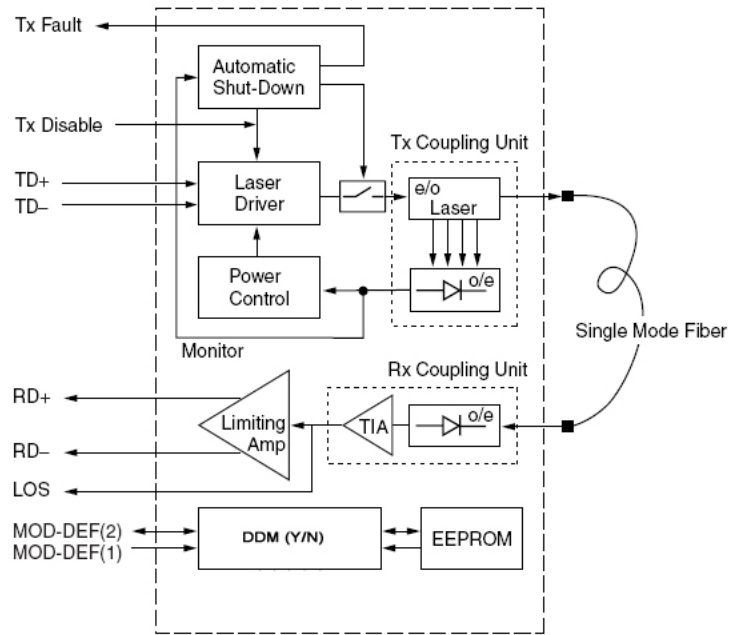 Tx Fault
Automatic
Shut-Down
Tx Disable
Tx Coupling Unit
TD+
TD–
Laser
Driver
e/o
Laser
Power
Control
o/e
Monitor
Single Mode Fiber
Rx Coupling Unit
RD+
RD–
LOS
Limiting
Amp
TIA
o/e
MOD-DEF(2)
MOD-DEF(1)
DDM (Y/N)
EEPROM